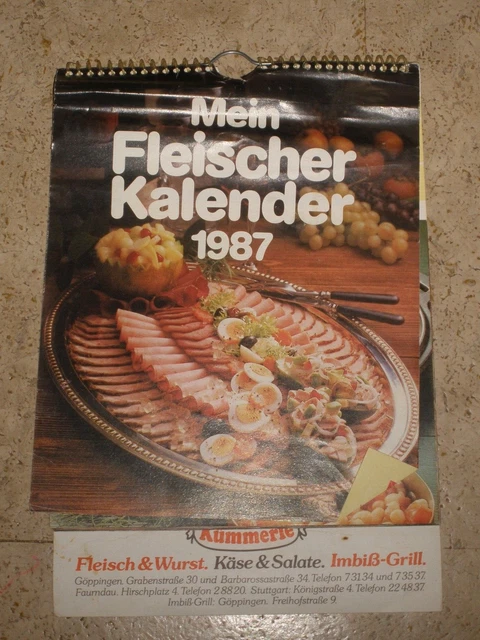 Mein
Fleischer
Kalender
1987
Kümmerle
Fleisch & Wurst. Käse & Salate. Imbiß-Grill.
Göppingen. Grabenstraße 30 und Barbarossastraße 34. Telefon 7 31 34 und 7 35 37.
Faurndau. Hirschplatz 4. Telefon 2 88 20. Stuttgart: Königstraße 4. Telefon 22 48 37.
Imbiß-Grill: Göppingen. Freihofstraße 9.